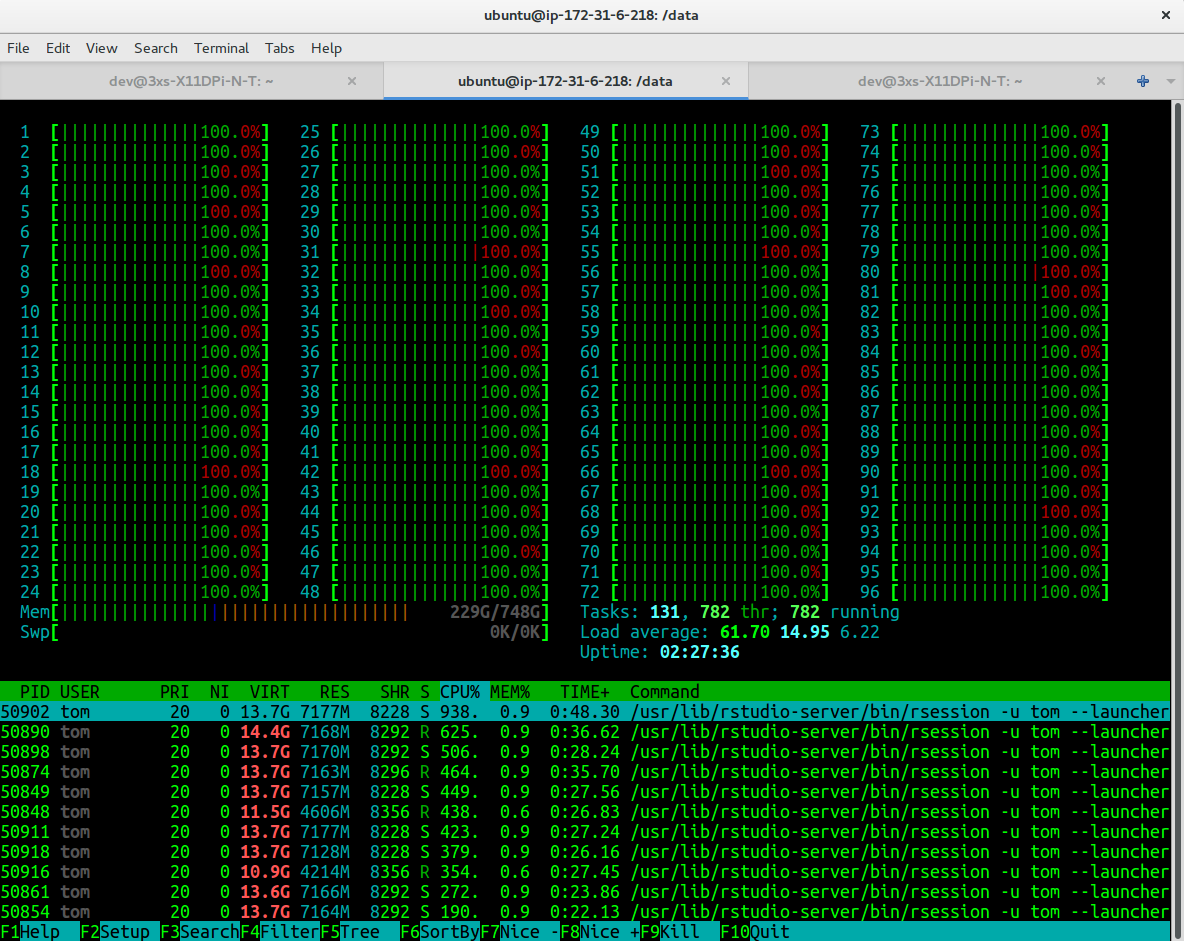 ubuntu@ip-172-31-6-218: /data ×
File Edit View Search Terminal Tabs Help
dev@3xs-X11DPi-N-T: ~ × ubuntu@ip-172-31-6-218: /data × dev@3xs-X11DPi-N-T: ~ ×
1 [||||||||||||||100.0%] 25 [||||||||||||||100.0%] 49 [||||||||||||||100.0%] 73 [||||||||||||||100.0%]
2 [||||||||||||||100.0%] 26 [||||||||||||||100.0%] 50 [||||||||||||||100.0%] 74 [||||||||||||||100.0%]
3 [||||||||||||||100.0%] 27 [||||||||||||||100.0%] 51 [||||||||||||||100.0%] 75 [||||||||||||||100.0%]
4 [||||||||||||||100.0%] 28 [||||||||||||||100.0%] 52 [||||||||||||||100.0%] 76 [||||||||||||||100.0%]
5 [||||||||||||||100.0%] 29 [||||||||||||||100.0%] 53 [||||||||||||||100.0%] 77 [||||||||||||||100.0%]
6 [||||||||||||||100.0%] 30 [||||||||||||||100.0%] 54 [||||||||||||||100.0%] 78 [||||||||||||||100.0%]
7 [||||||||||||||100.0%] 31 [||||||||||||||100.0%] 55 [||||||||||||||100.0%] 79 [||||||||||||||100.0%]
8 [||||||||||||||100.0%] 32 [||||||||||||||100.0%] 56 [||||||||||||||100.0%] 80 [||||||||||||||100.0%]
9 [||||||||||||||100.0%] 33 [||||||||||||||100.0%] 57 [||||||||||||||100.0%] 81 [||||||||||||||100.0%]
10 [||||||||||||||100.0%] 34 [||||||||||||||100.0%] 58 [||||||||||||||100.0%] 82 [||||||||||||||100.0%]
11 [||||||||||||||100.0%] 35 [||||||||||||||100.0%] 59 [||||||||||||||100.0%] 83 [||||||||||||||100.0%]
12 [||||||||||||||100.0%] 36 [||||||||||||||100.0%] 60 [||||||||||||||100.0%] 84 [||||||||||||||100.0%]
13 [||||||||||||||100.0%] 37 [||||||||||||||100.0%] 61 [||||||||||||||100.0%] 85 [||||||||||||||100.0%]
14 [||||||||||||||100.0%] 38 [||||||||||||||100.0%] 62 [||||||||||||||100.0%] 86 [||||||||||||||100.0%]
15 [||||||||||||||100.0%] 39 [||||||||||||||100.0%] 63 [||||||||||||||100.0%] 87 [||||||||||||||100.0%]
16 [||||||||||||||100.0%] 40 [||||||||||||||100.0%] 64 [||||||||||||||100.0%] 88 [||||||||||||||100.0%]
17 [||||||||||||||100.0%] 41 [||||||||||||||100.0%] 65 [||||||||||||||100.0%] 89 [||||||||||||||100.0%]
18 [||||||||||||||100.0%] 42 [||||||||||||||100.0%] 66 [||||||||||||||100.0%] 90 [||||||||||||||100.0%]
19 [||||||||||||||100.0%] 43 [||||||||||||||100.0%] 67 [||||||||||||||100.0%] 91 [||||||||||||||100.0%]
20 [||||||||||||||100.0%] 44 [||||||||||||||100.0%] 68 [||||||||||||||100.0%] 92 [||||||||||||||100.0%]
21 [||||||||||||||100.0%] 45 [||||||||||||||100.0%] 69 [||||||||||||||100.0%] 93 [||||||||||||||100.0%]
22 [||||||||||||||100.0%] 46 [||||||||||||||100.0%] 70 [||||||||||||||100.0%] 94 [||||||||||||||100.0%]
23 [||||||||||||||100.0%] 47 [||||||||||||||100.0%] 71 [||||||||||||||100.0%] 95 [||||||||||||||100.0%]
24 [||||||||||||||100.0%] 48 [||||||||||||||100.0%] 72 [||||||||||||||100.0%] 96 [||||||||||||||100.0%]
Mem[||||||||||||||||||||||||||||||||||| 229G/748G] Tasks: 131, 782 thr; 782 running
Swp[ 0K/0K] Load average: 61.70 14.95 6.22
Uptime: 02:27:36
PID USER PRI NI VIRT RES SHR S CPU% MEM% TIME+ Command
50902 tom 20 0 13.7G 7177M 8228 S 938. 0.9 0:48.30 /usr/lib/rstudio-server/bin/rsession -u tom --launcher
50890 tom 20 0 14.4G 7168M 8292 R 625. 0.9 0:36.62 /usr/lib/rstudio-server/bin/rsession -u tom --launcher
50898 tom 20 0 13.7G 7170M 8292 S 506. 0.9 0:28.24 /usr/lib/rstudio-server/bin/rsession -u tom --launcher
50874 tom 20 0 13.7G 7163M 8296 R 464. 0.9 0:35.70 /usr/lib/rstudio-server/bin/rsession -u tom --launcher
50849 tom 20 0 13.7G 7157M 8228 S 449. 0.9 0:27.56 /usr/lib/rstudio-server/bin/rsession -u tom --launcher
50848 tom 20 0 11.5G 4606M 8356 R 438. 0.6 0:26.83 /usr/lib/rstudio-server/bin/rsession -u tom --launcher
50911 tom 20 0 13.7G 7177M 8228 S 423. 0.9 0:27.24 /usr/lib/rstudio-server/bin/rsession -u tom --launcher
50918 tom 20 0 13.7G 7128M 8228 S 379. 0.9 0:26.16 /usr/lib/rstudio-server/bin/rsession -u tom --launcher
50916 tom 20 0 10.9G 4214M 8356 R 354. 0.6 0:27.45 /usr/lib/rstudio-server/bin/rsession -u tom --launcher
50861 tom 20 0 13.6G 7166M 8292 S 272. 0.9 0:23.86 /usr/lib/rstudio-server/bin/rsession -u tom --launcher
50854 tom 20 0 13.7G 7164M 8292 S 190. 0.9 0:22.13 /usr/lib/rstudio-server/bin/rsession -u tom --launcher
F1Help F2Setup F3SearchF4FilterF5Tree F6SortByF7Nice -F8Nice +F9Kill F10Quit